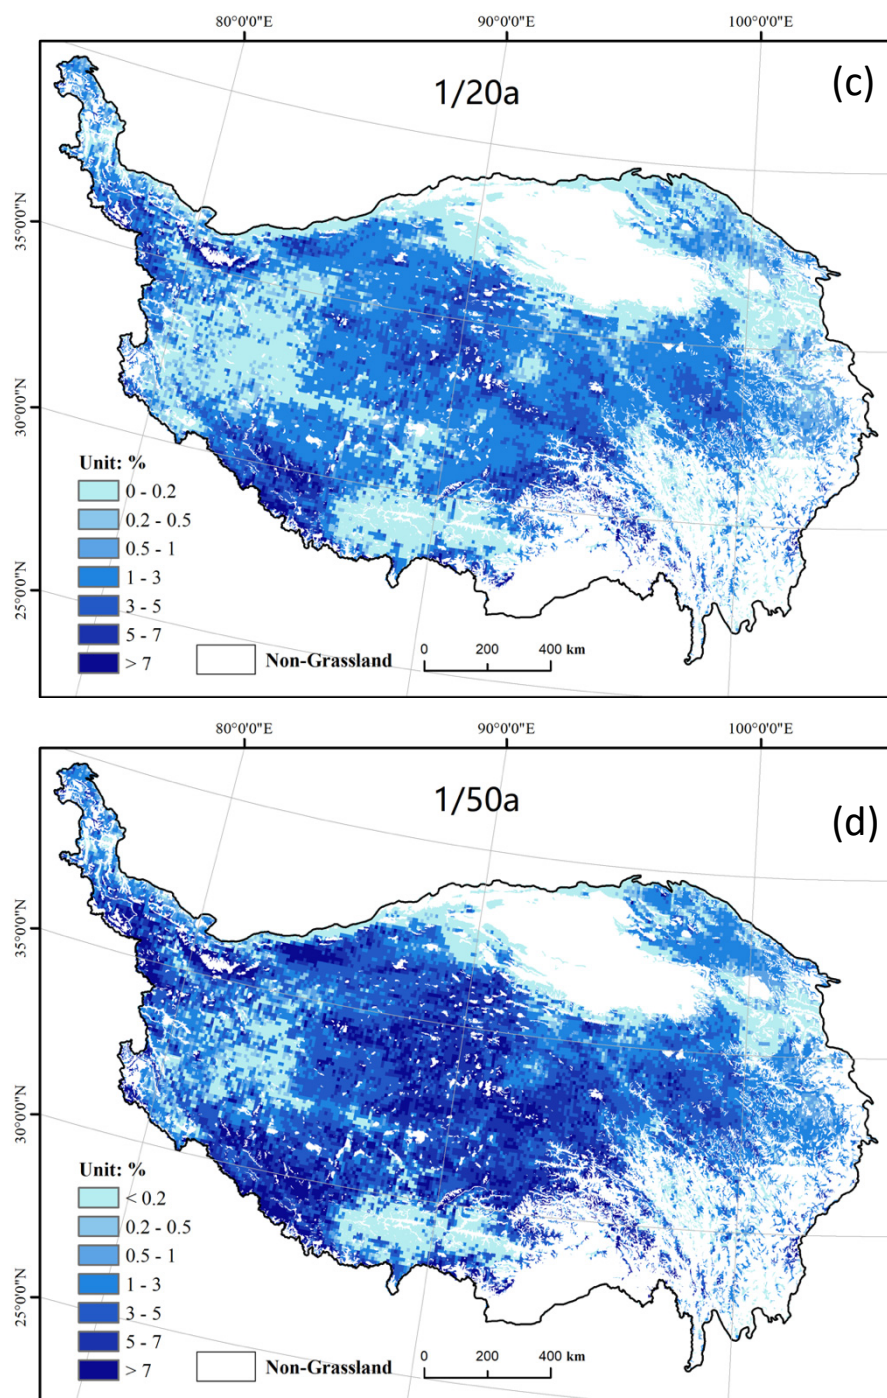 80°0'0"E 90°0'0"E 100°0'0"E
1/20a
(c)
35°0'0"N
30°0'0"N
25°0'0"N
Unit: %
0 - 0.2
0.2 - 0.5
0.5 - 1
1 - 3
3 - 5
5 - 7
> 7
Non-Grassland
0 200 400 km
80°0'0"E 90°0'0"E 100°0'0"E
1/50a
(d)
35°0'0"N
30°0'0"N
25°0'0"N
Unit: %
< 0.2
0.2 - 0.5
0.5 - 1
1 - 3
3 - 5
5 - 7
> 7
Non-Grassland
0 200 400 km